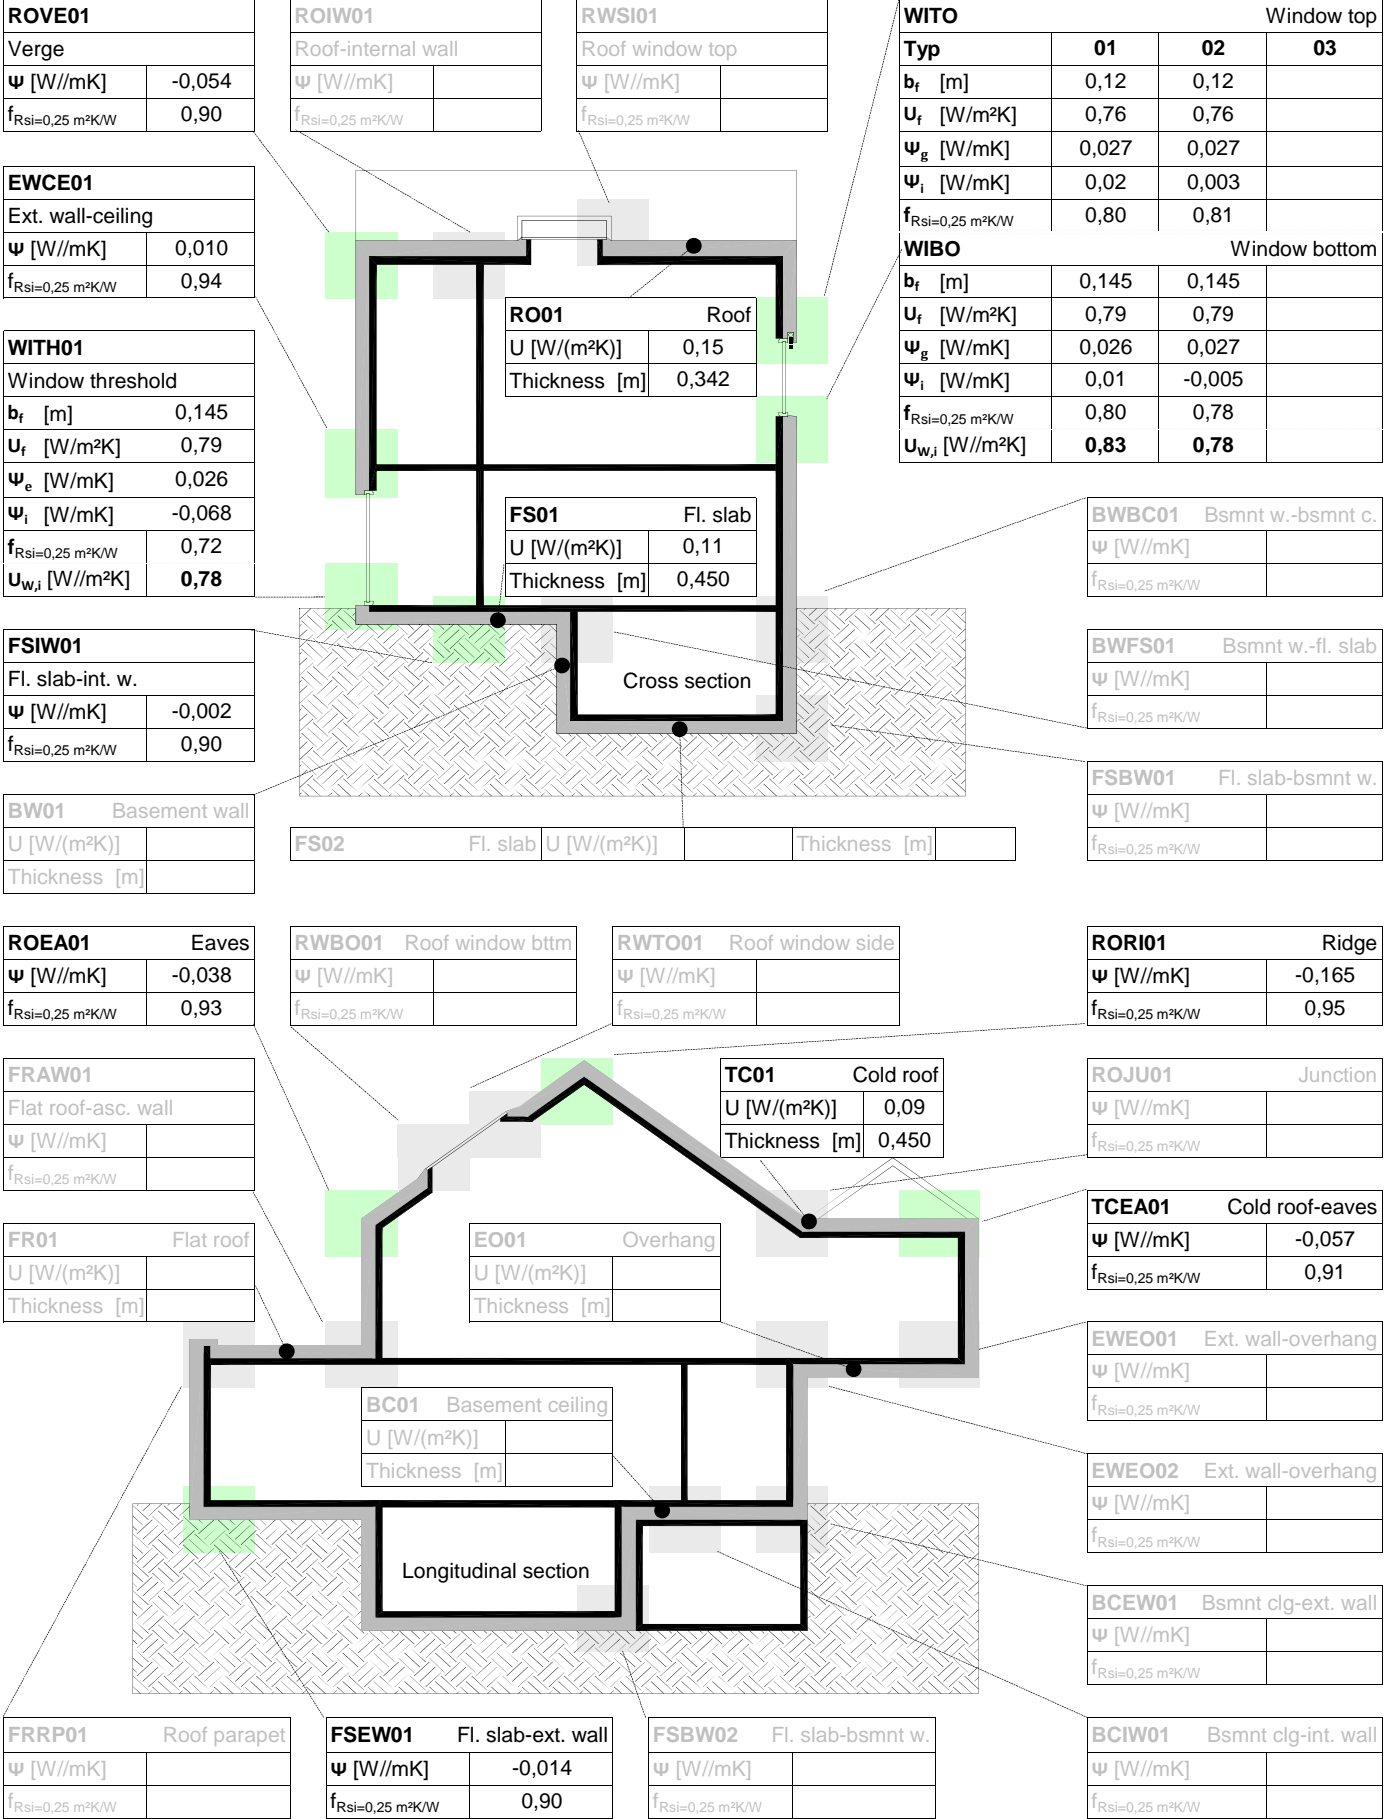 ROVE01
Verge
Ψ [W//mK] -0,054
fRsi=0,25 m²K/W 0,90
ROIW01
Roof-internal wall
Ψ [W//mK]
fRsi=0,25 m²K/W
RWSI01
Roof window top
Ψ [W//mK]
fRsi=0,25 m²K/W
WITO Window top
Typ 01 02 03
bf [m] 0,12 0,12
Uf [W/m²K] 0,76 0,76
Ψg [W/mK] 0,027 0,027
Ψi [W/mK] 0,02 0,003
fRsi=0,25 m²K/W 0,80 0,81
WIBO Window bottom
bf [m] 0,145 0,145
Uf [W/m²K] 0,79 0,79
Ψg [W/mK] 0,026 0,027
Ψi [W/mK] 0,01 -0,005
fRsi=0,25 m²K/W 0,80 0,78
UW,i [W//m²K] 0,83 0,78
EWCE01
Ext. wall-ceiling
Ψ [W//mK] 0,010
fRsi=0,25 m²K/W 0,94
WITH01
Window threshold
bf [m] 0,145
Uf [W/m²K] 0,79
Ψe [W/mK] 0,026
Ψi [W/mK] -0,068
fRsi=0,25 m²K/W 0,72
UW,i [W//m²K] 0,78
RO01 Roof
U [W/(m²K)] 0,15
Thickness [m] 0,342
FS01 Fl. slab
U [W/(m²K)] 0,11
Thickness [m] 0,450
BWBC01 Bsmnt w.-bsmnt c.
Ψ [W//mK]
fRsi=0,25 m²K/W
FSIW01
Fl. slab-int. w.
Ψ [W//mK] -0,002
fRsi=0,25 m²K/W 0,90
Cross section
BWFS01 Bsmnt w.-fl. slab
Ψ [W//mK]
fRsi=0,25 m²K/W
FSBW01 Fl. slab-bsmnt w.
Ψ [W//mK]
fRsi=0,25 m²K/W
BW01 Basement wall
U [W/(m²K)]
Thickness [m]
FS02 Fl. slab U [W/(m²K)] Thickness [m]
ROEA01 Eaves
Ψ [W//mK] -0,038
fRsi=0,25 m²K/W 0,93
RWBO01 Roof window bttm
Ψ [W//mK]
fRsi=0,25 m²K/W
RWTO01 Roof window side
Ψ [W//mK]
fRsi=0,25 m²K/W
RORI01 Ridge
Ψ [W//mK] -0,165
fRsi=0,25 m²K/W 0,95
FRAW01
Flat roof-asc. wall
Ψ [W//mK]
fRsi=0,25 m²K/W
TC01 Cold roof
U [W/(m²K)] 0,09
Thickness [m] 0,450
ROJU01 Junction
Ψ [W//mK]
fRsi=0,25 m²K/W
TCEA01 Cold roof-eaves
Ψ [W//mK] -0,057
fRsi=0,25 m²K/W 0,91
FR01 Flat roof
U [W/(m²K)]
Thickness [m]
EO01 Overhang
U [W/(m²K)]
Thickness [m]
EWEO01 Ext. wall-overhang
Ψ [W//mK]
fRsi=0,25 m²K/W
BC01 Basement ceiling
U [W/(m²K)]
Thickness [m]
EWEO02 Ext. wall-overhang
Ψ [W//mK]
fRsi=0,25 m²K/W
Longitudinal section
BCEW01 Bsmnt clg-ext. wall
Ψ [W//mK]
fRsi=0,25 m²K/W
FRRP01 Roof parapet
Ψ [W//mK]
fRsi=0,25 m²K/W
FSEW01 Fl. slab-ext. wall
Ψ [W//mK] -0,014
fRsi=0,25 m²K/W 0,90
FSBW02 Fl. slab-bsmnt w.
Ψ [W//mK]
fRsi=0,25 m²K/W
BCIW01 Bsmnt clg-int. wall
Ψ [W//mK]
fRsi=0,25 m²K/W